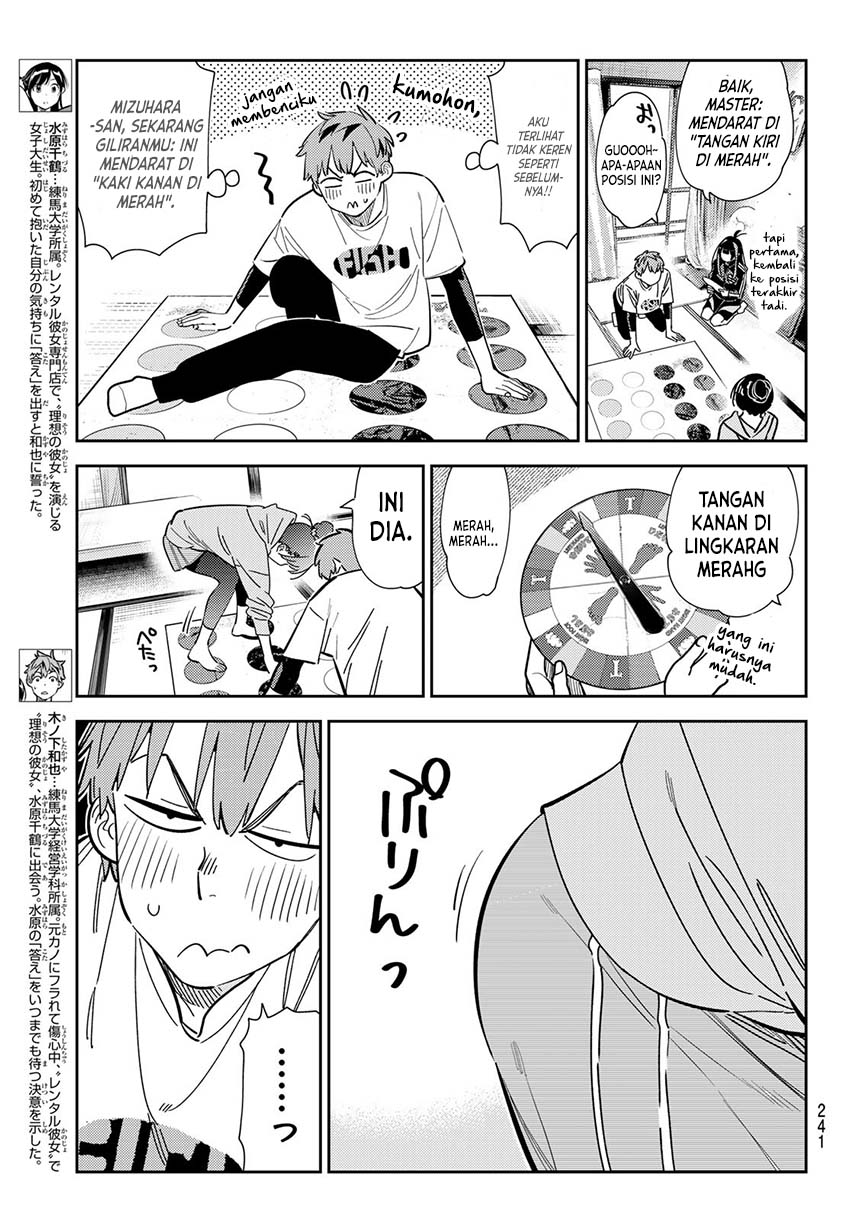 BAIK,
MASTER:
MENDARAT DI
"TANGAN KIRI
DI MERAH".
GUOOOH-
APA-APAAN
POSISI INI?
おっ
tapi
pertama,
kembali
ke posisi
terakhir
tadi.
kumohon,
jangan
membenciku
AKU
TERLIHAT
TIDAK KEREN
SEPERTI
SEBELUM-
NYA!!
MIZUHARA
-SAN, SEKARANG
GILIRANMU: INI
MENDARAT DI
"KAKI KANAN DI
MERAH".
FISH
TANGAN
KANAN DI
LINGKARAN
MERAHG
MERAH,
MERAH...
yang ini
harusnya
mudah.
INI
DIA.
ぺたっ
ぷりんっ
……っ
水原千鶴…練馬大学所属。レンタル彼女専門店で、“理想の彼女”を演じる
女子大生。初めて抱いた自分の気持ちに「答え」を出すと和也に誓った。
木ノ下和也…練馬大学経営学科所属。元カノにフラれて傷心中、“レンタル彼女”で
“理想の彼女”、水原千鶴に出会う。水原の「答え」をいつまでも待つ決意を示した。
241